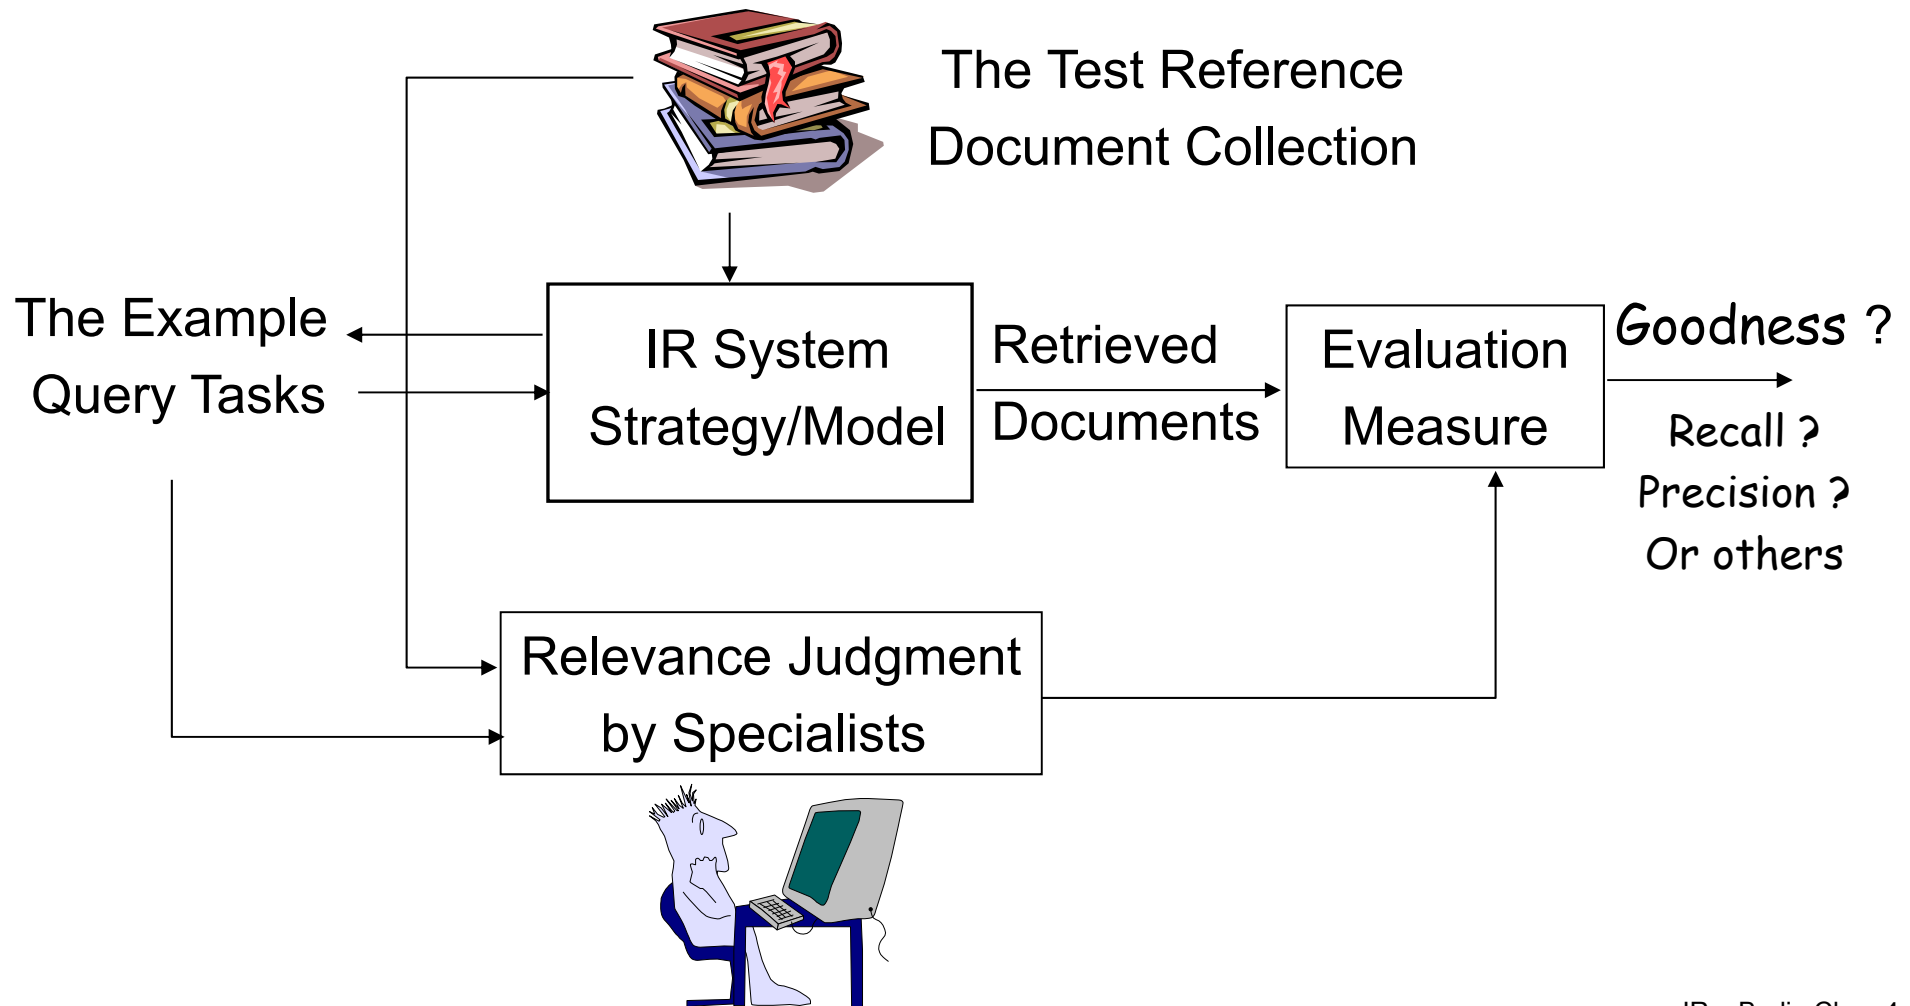 The Test Reference
Document Collection
The Example
Query Tasks
IR System
Strategy/Model
Retrieved
Documents
Evaluation
Measure
Goodness ?
Recall ?
Precision ?
Or others
Relevance Judgment
by Specialists